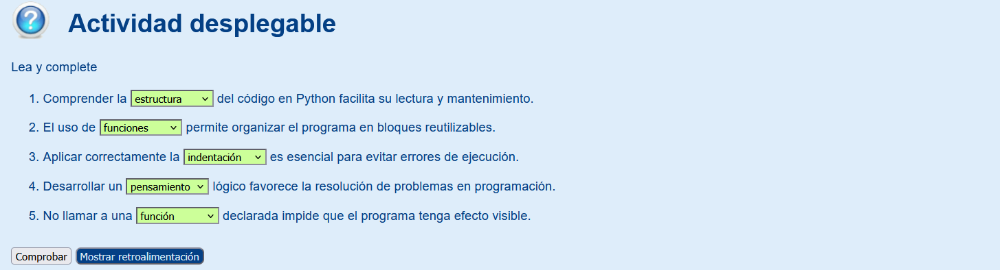 Actividad desplegable
Lea y complete
1. Comprender la estructura del código en Python facilita su lectura y mantenimiento.
2. El uso de funciones permite organizar el programa en bloques reutilizables.
3. Aplicar correctamente la indentación es esencial para evitar errores de ejecución.
4. Desarrollar un pensamiento lógico favorece la resolución de problemas en programación.
5. No llamar a una función declarada impide que el programa tenga efecto visible.
Comprobar Mostrar retroalimentación